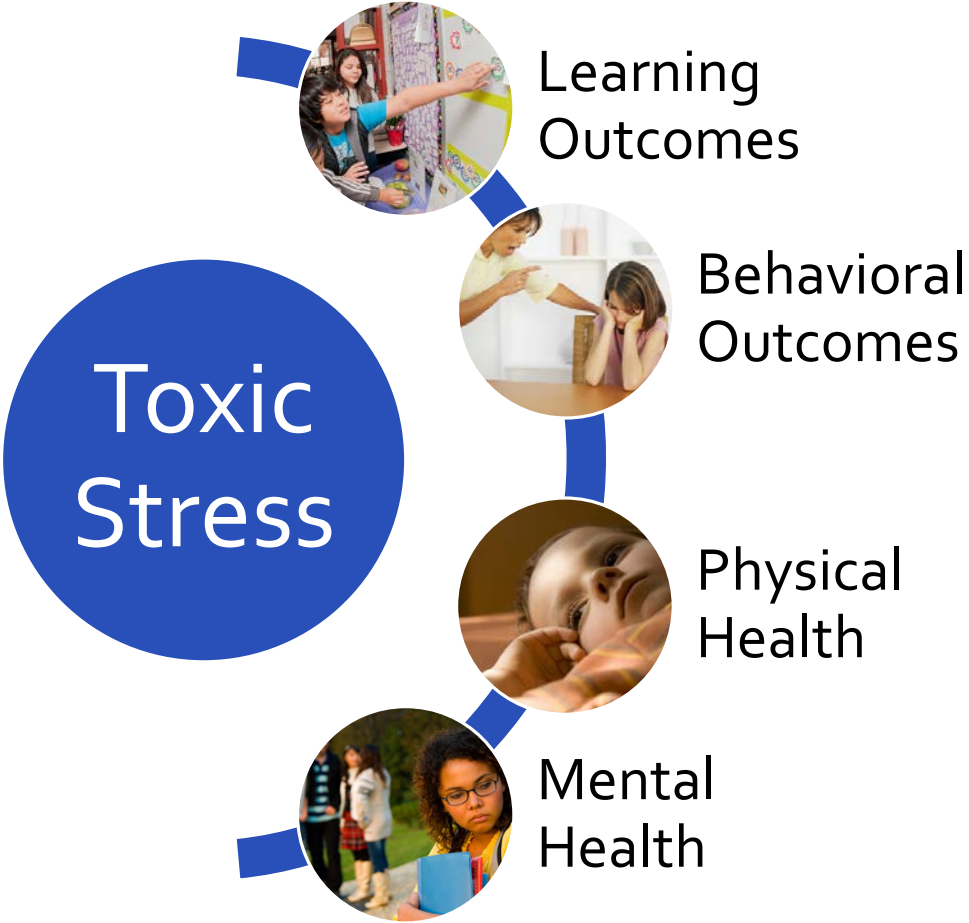 Learning
Outcomes
Behavioral
Outcomes
Toxic
Stress
Physical
Health
Mental
Health